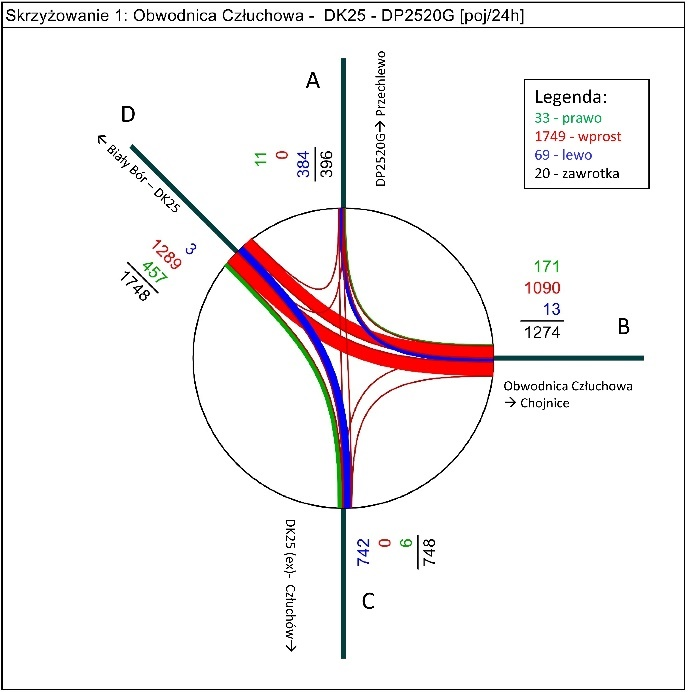 Skrzyżowanie 1: Obwodnica Człuchowa - DK25 - DP2520G [poj/24h]
A
DP2520G→ Przechlewo
11
0
384
396
Legenda:
33 - prawo
1749 - wprost
69 - lewo
20 - zawrotka
D
← Biały Bór – DK25
3
1289
457
1748
171
1090
13
1274
B
Obwodnica Człuchowa
→ Chojnice
DK25 (ex)- Człuchów→
742
0
6
748
C